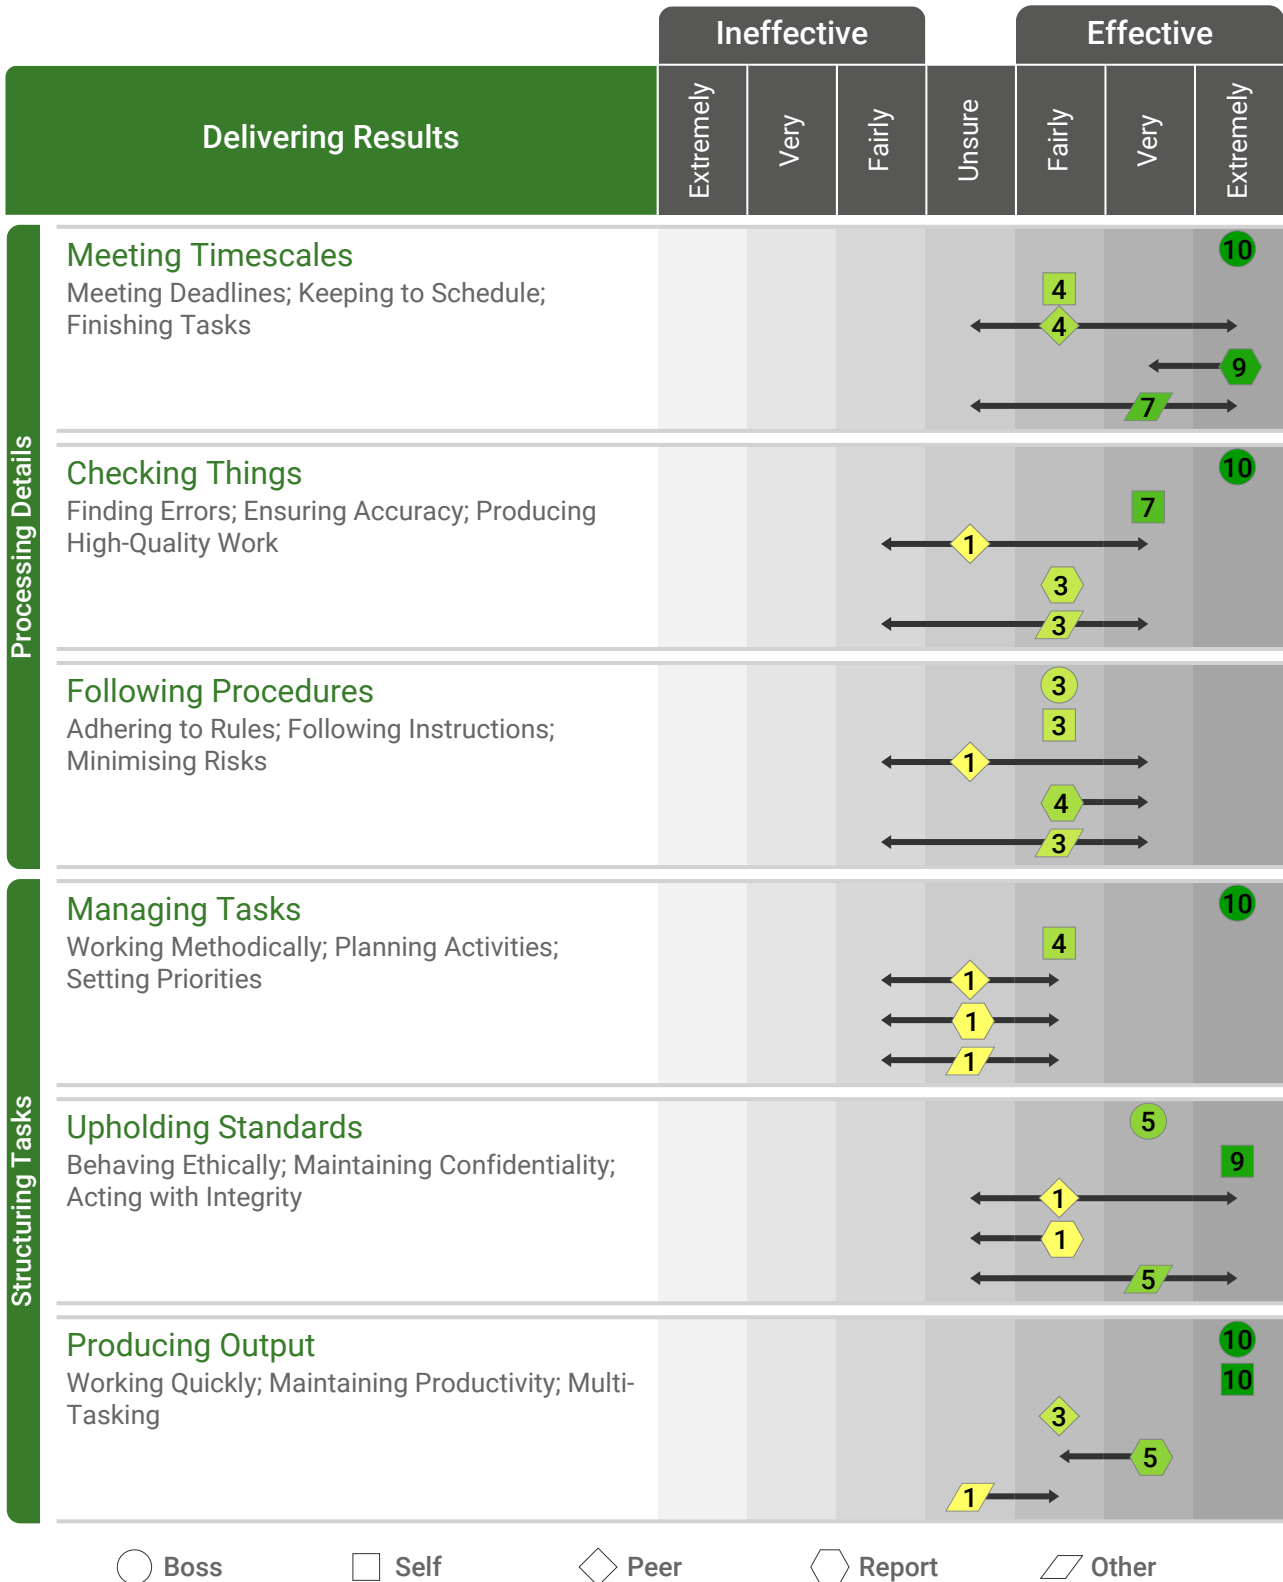 Ineffective
Effective
Delivering Results
Extremely
Very
Fairly
Unsure
Fairly
Very
Extremely
Processing Details
Meeting Timescales
Meeting Deadlines; Keeping to Schedule;
Finishing Tasks
10
4
4
9
7
Checking Things
Finding Errors; Ensuring Accuracy; Producing
High-Quality Work
10
7
1
3
3
Following Procedures
Adhering to Rules; Following Instructions;
Minimising Risks
3
3
1
4
3
Structuring Tasks
Managing Tasks
Working Methodically; Planning Activities;
Setting Priorities
10
4
1
1
1
Upholding Standards
Behaving Ethically; Maintaining Confidentiality;
Acting with Integrity
5
9
1
1
5
Producing Output
Working Quickly; Maintaining Productivity; Multi-
Tasking
10
10
3
5
1
Boss
Self
Peer
Report
Other